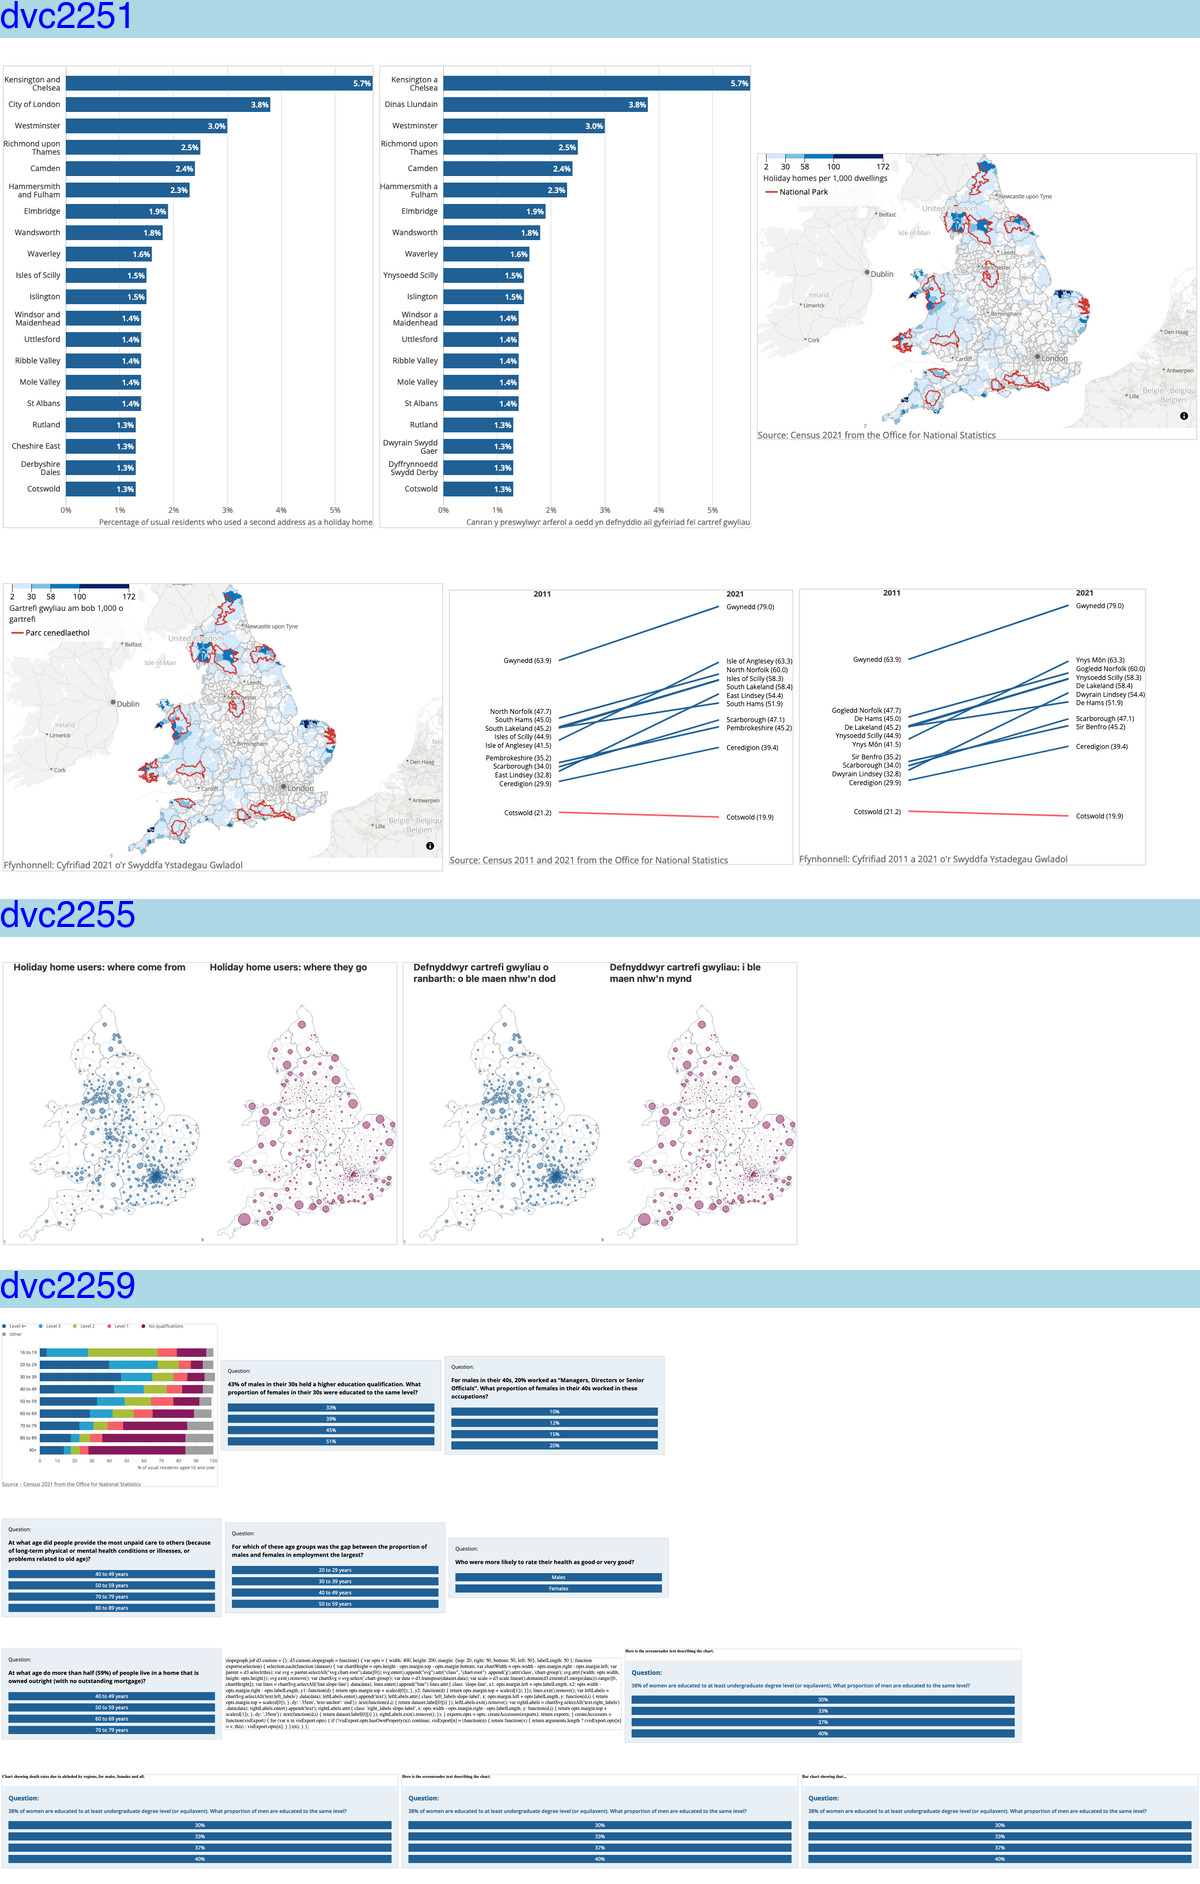 dvc2251
Kensington and
Chelsea
5.7%
City of London
3.8%
Westminster
3.0%
Richmond upon
Thames
2.5%
Camden
2.4%
Hammersmith
and Fulham
2.3%
Elmbridge
1.9%
Wandsworth
1.8%
Waverley
1.6%
Isles of Scilly
1.5%
Islington
1.5%
Windsor and
Maidenhead
1.4%
Uttlesford
1.4%
Ribble Valley
1.4%
Mole Valley
1.4%
St Albans
1.4%
Rutland
1.3%
Cheshire East
1.3%
Derbyshire
Dales
1.3%
Cotswold
1.3%
0% 1% 2% 3% 4% 5%
Percentage of usual residents who used a second address as a holiday home
Kensington a
Chelsea
5.7%
Dinas Llundain
3.8%
Westminster
3.0%
Richmond upon
Thames
2.5%
Camden
2.4%
Hammersmith a
Fulham
2.3%
Elmbridge
1.9%
Wandsworth
1.8%
Waverley
1.6%
Ynysoedd Scilly
1.5%
Islington
1.5%
Windsor a
Maidenhead
1.4%
Uttlesford
1.4%
Ribble Valley
1.4%
Mole Valley
1.4%
St Albans
1.4%
Rutland
1.3%
Dwyrain Swydd
Gaer
1.3%
Dyffrynnoedd
Swydd Derby
1.3%
Cotswold
1.3%
0% 1% 2% 3% 4% 5%
Canran y preswylwyr arferol a oedd yn defnyddio ail gyfeiriad fel cartref gwyliau
2 30 58 100 172
Holiday homes per 1,000 dwellings
National Park
Newcastle upon Tyne
United
Belfast
Isle of Man
Leeds
Manchester
Dublin
Ireland
Limerick
Birmingham
Cork
Cardiff
London
Den Haag
Antwerpen
Lille
België
Belgien
Source: Census 2021 from the Office for National Statistics
2 30 58 100 172
Gartrefi gwyliau am bob 1,000 o
gartrefi
Parc cenedlaethol
Newcastle upon Tyne
United Kingdom
Belfast
Isle of Man
Leeds
Manchester
Dublin
Ireland
Limerick
Birmingham
Cork
Cardiff
London
Den Haag
Antwerpen
Lille
België
Belgien
Ffynhonnell: Cyfrifiad 2021 o'r Swyddfa Ystadegau Gwladol
2011 2021
Gwynedd (79.0)
Gwynedd (63.9)
Isle of Anglesey (63.3)
North Norfolk (60.0)
Isles of Scilly (58.3)
South Lakeland (58.4)
East Lindsey (54.4)
South Hams (51.9)
North Norfolk (47.7)
South Hams (45.0)
South Lakeland (45.2)
Isles of Scilly (44.9)
Isle of Anglesey (41.5)
Scarborough (47.1)
Pembrokeshire (45.2)
Pembrokeshire (35.2)
Scarborough (34.0)
East Lindsey (32.8)
Ceredigion (29.9)
Ceredigion (39.4)
Cotswold (21.2)
Cotswold (19.9)
Source: Census 2011 and 2021 from the Office for National Statistics
2011 2021
Gwynedd (79.0)
Gwynedd (63.9)
Ynys Môn (63.3)
Gogledd Norfolk (60.0)
Ynysoedd Scilly (58.3)
De Lakeland (58.4)
Dwyrain Lindsey (54.4)
De Hams (51.9)
Gogledd Norfolk (47.7)
De Hams (45.0)
De Lakeland (45.2)
Ynysoedd Scilly (44.9)
Ynys Môn (41.5)
Scarborough (47.1)
Sir Benfro (45.2)
Sir Benfro (35.2)
Scarborough (34.0)
Dwyrain Lindsey (32.8)
Ceredigion (29.9)
Ceredigion (39.4)
Cotswold (21.2)
Cotswold (19.9)
Ffynhonnell: Cyfrifiad 2011 a 2021 o'r Swyddfa Ystadegau Gwladol
dvc2255
Holiday home users: where come from
Holiday home users: where they go
Defnyddwyr cartrefi gwyliau o
ranbarth: o ble maen nhw'n dod
Defnyddwyr cartrefi gwyliau: i ble
maen nhw'n mynd
dvc2259
Level 4+ Level 3 Level 2 Level 1 No qualifications
Other
16 to 19
20 to 29
30 to 39
40 to 49
50 to 59
60 to 69
70 to 79
80 to 89
90+
0 10 20 30 40 50 60 70 80 90 100
% of usual residents aged 16 and over
Source – Census 2021 from the Office for National Statistics
Question:
43% of males in their 30s held a higher education qualification. What
proportion of females in their 30s were educated to the same level?
33%
39%
45%
51%
Question:
For males in their 40s, 20% worked as "Managers, Directors or Senior
Officials". What proportion of females in their 40s worked in these
occupations?
10%
12%
15%
20%
Question:
At what age did people provide the most unpaid care to others (because
of long-term physical or mental health conditions or illnesses, or
problems related to old age)?
40 to 49 years
50 to 59 years
70 to 79 years
80 to 89 years
Question:
For which of these age groups was the gap between the proportion of
males and females in employment the largest?
20 to 29 years
30 to 39 years
40 to 49 years
50 to 59 years
Question:
Who were more likely to rate their health as good or very good?
Males
Females
Question:
At what age do more than half (59%) of people live in a home that is
owned outright (with no outstanding mortgage)?
40 to 49 years
50 to 59 years
60 to 69 years
70 to 79 years
Here is the screenreader text describing the chart.
Question:
38% of women are educated to at least undergraduate degree level (or equilavent). What proportion of men are educated to the same level?
30%
33%
37%
40%
Chart showing death rates due to alcholol by regions, for males, females and all.
Question:
38% of women are educated to at least undergraduate degree level (or equilavent). What proportion of men are educated to the same level?
30%
33%
37%
40%
Here is the screenreader text describing the chart.
Question:
38% of women are educated to at least undergraduate degree level (or equilavent). What proportion of men are educated to the same level?
30%
33%
37%
40%
Bar chart showing that...
Question:
38% of women are educated to at least undergraduate degree level (or equilavent). What proportion of men are educated to the same level?
30%
33%
37%
40%